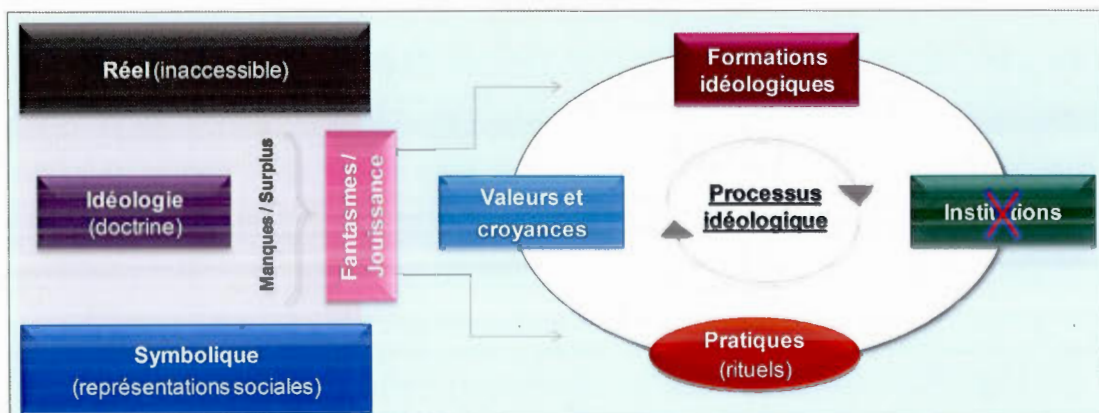 Réel (inaccessible)
Idéologie
(doctrine)
Manques / Surplus
Fantasmes /
Jouissance
Symbolique
(représentations sociales)
Formations
idéologiques
Valeurs et
croyances
Processus
idéologique
Institutions
Pratiques
(rituels)